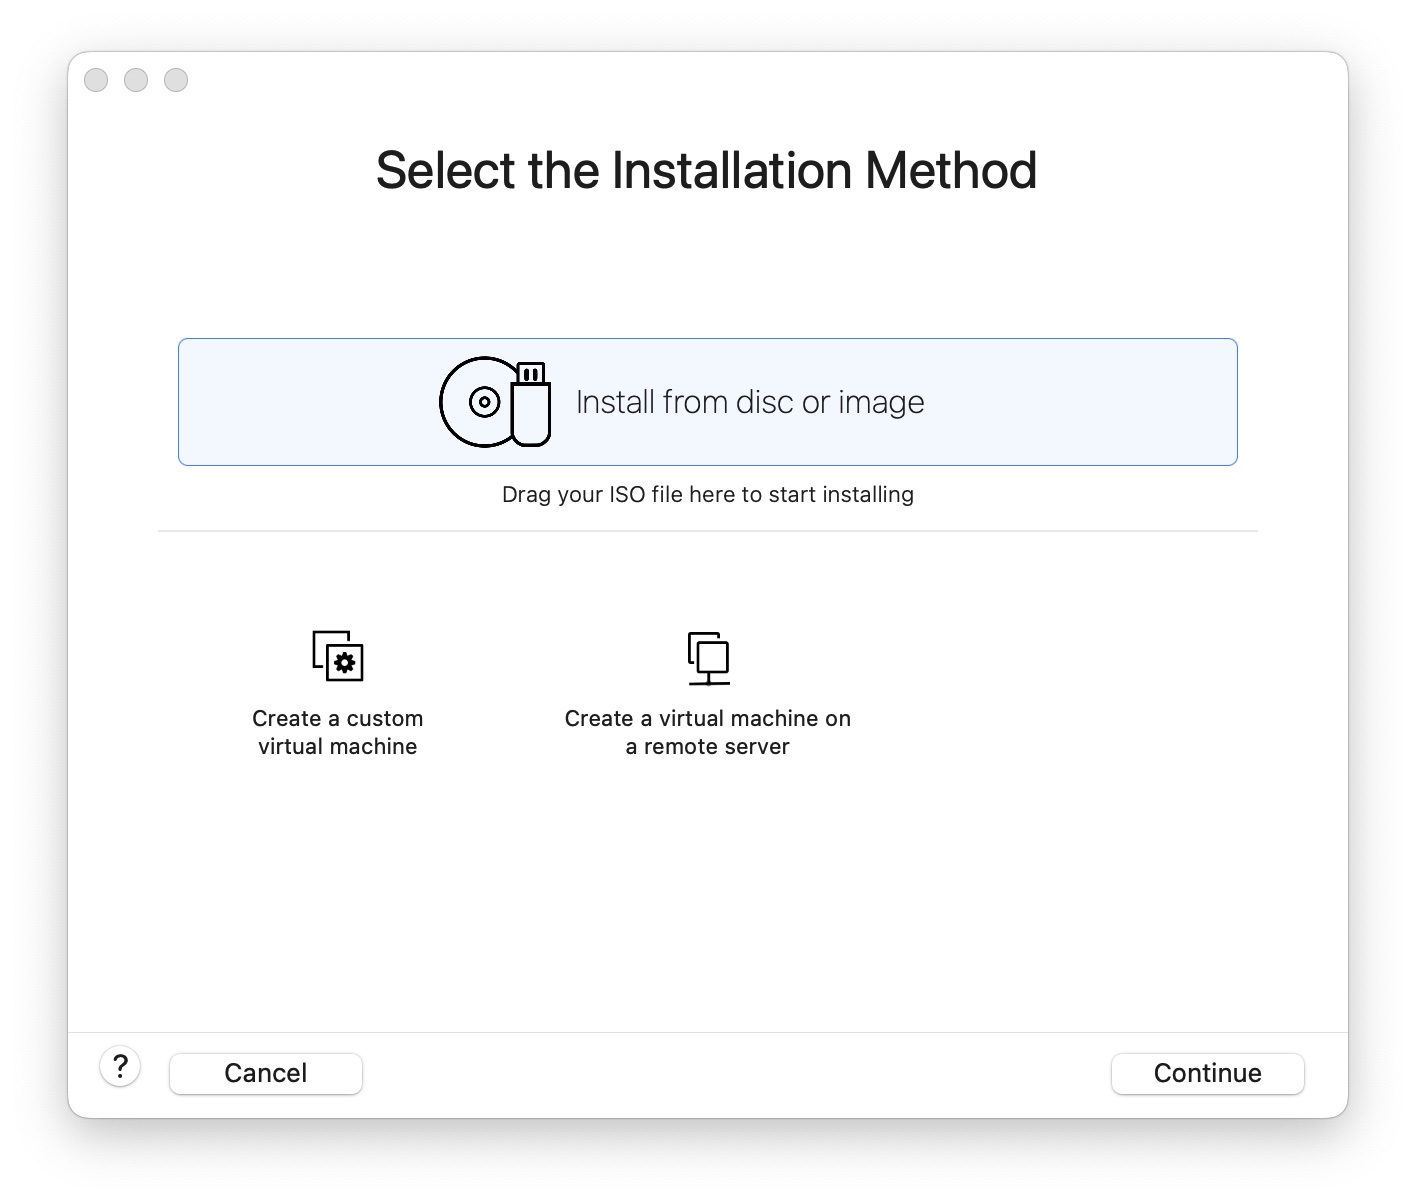 Select the Installation Method
Install from disc or image
Drag your ISO file here to start installing
Create a custom
virtual machine
Create a virtual machine on
a remote server
?
Cancel
Continue